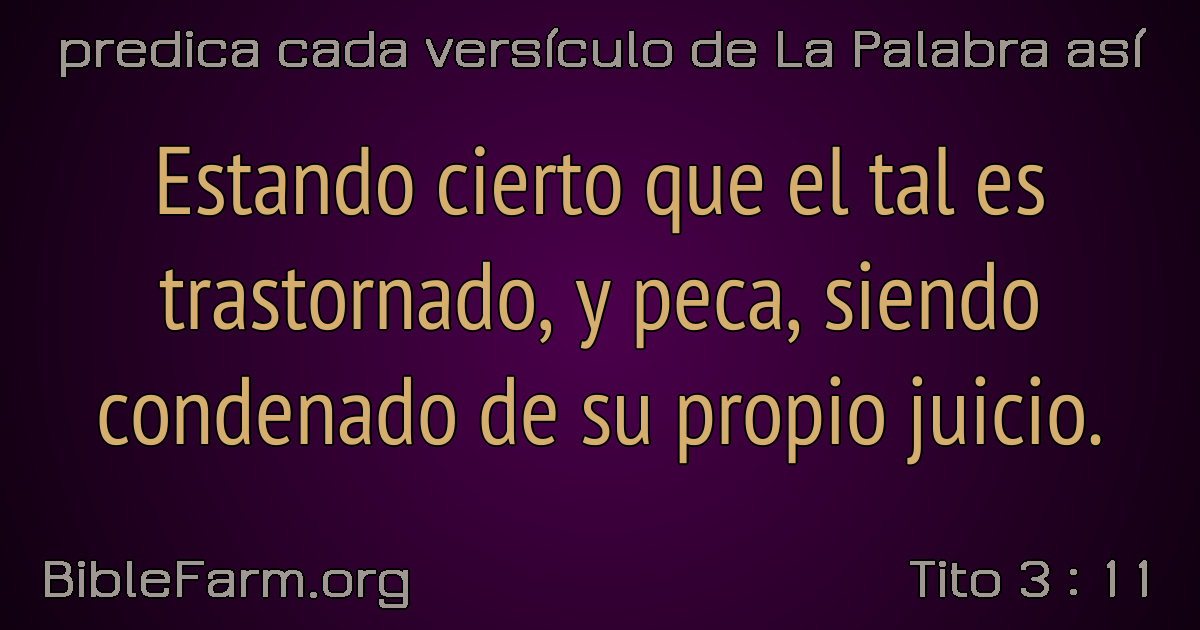 predica cada versículo de La Palabra así
Estando cierto que el tal es
trastornado, y peca, siendo
condenado de su propio juicio.
BibleFarm.org
Tito 3 : 11